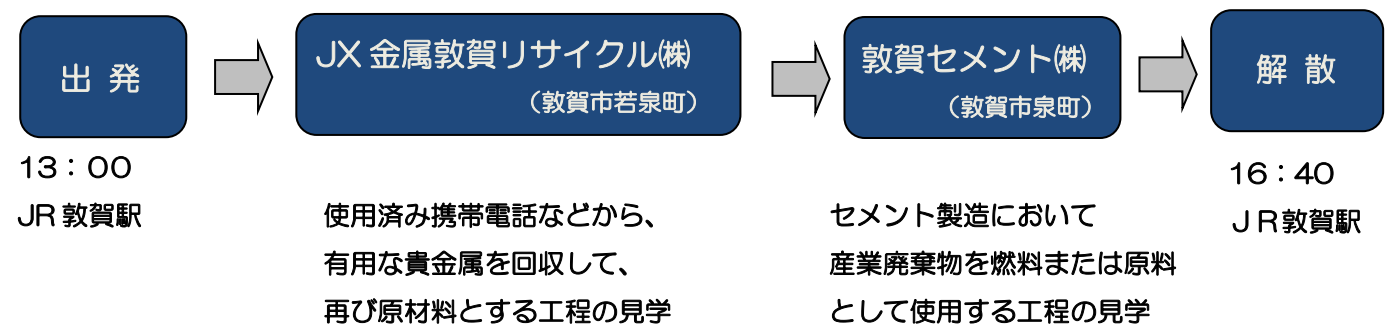 出 発
13：00
JR 敦賀駅
JX 金属敦賀リサイクル㈱
（敦賀市若泉町）
使用済み携帯電話などから、
有用な貴金属を回収して、
再び原材料とする工程の見学
敦賀セメント㈱
（敦賀市泉町）
セメント製造において
産業廃棄物を燃料または原料
として使用する工程の見学
解 散
16：40
ＪＲ敦賀駅